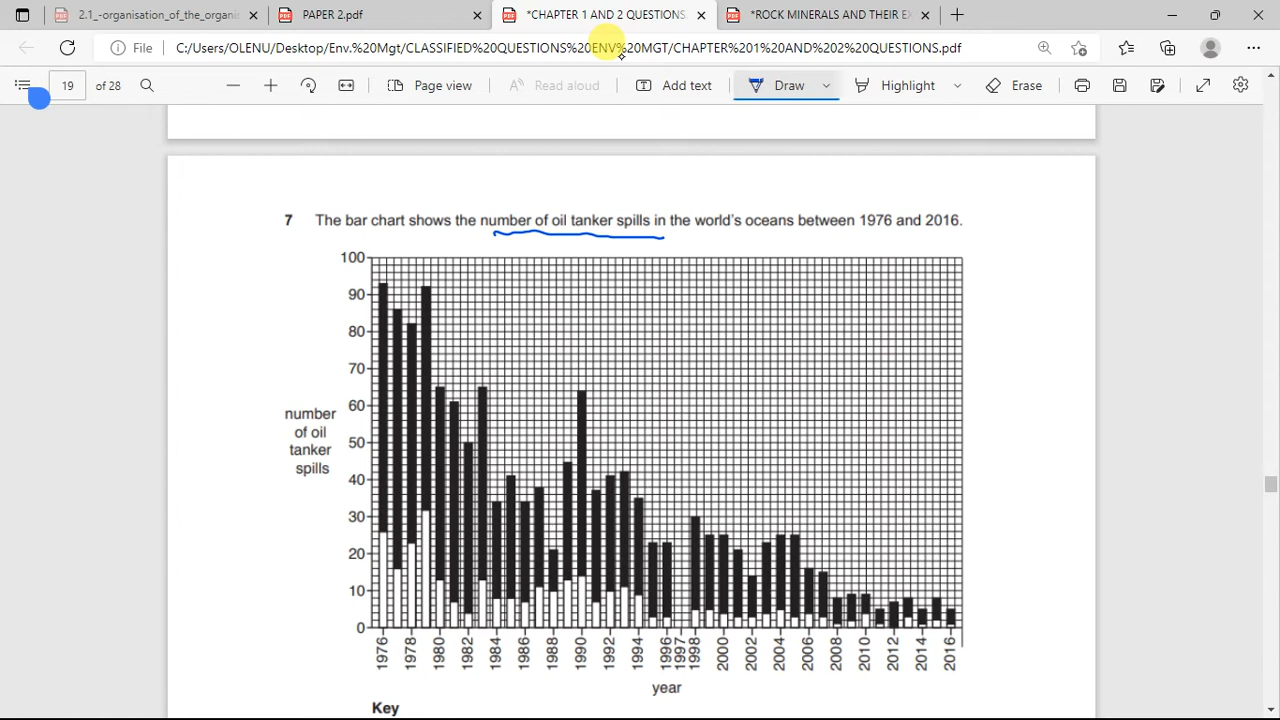 2.1_-organisation_of_the_organis
PAPER 2.pdf
*CHAPTER 1 AND 2 QUESTIONS
*ROCK MINERALS AND THEIR EX
File
C:/Users/OLENU/Desktop/Env.%20Mgt/CLASSIFIED%20QUESTIONS%20ENV%20MGT/CHAPTER%201%20AND%202%20QUESTIONS.pdf
19 of 28
Page view
Read aloud
Add text
Draw
Highlight
Erase
7 The bar chart shows the number of oil tanker spills in the world's oceans between 1976 and 2016.
100
90
80
70
60
50
40
30
20
10
0
number
of oil
tanker
spills
1976 1978 1980 1982 1984 1986 1988 1990 1992 1994 1996 1997 1998 2000 2002 2004 2006 2008 2010 2012 2014 2016
year
Key